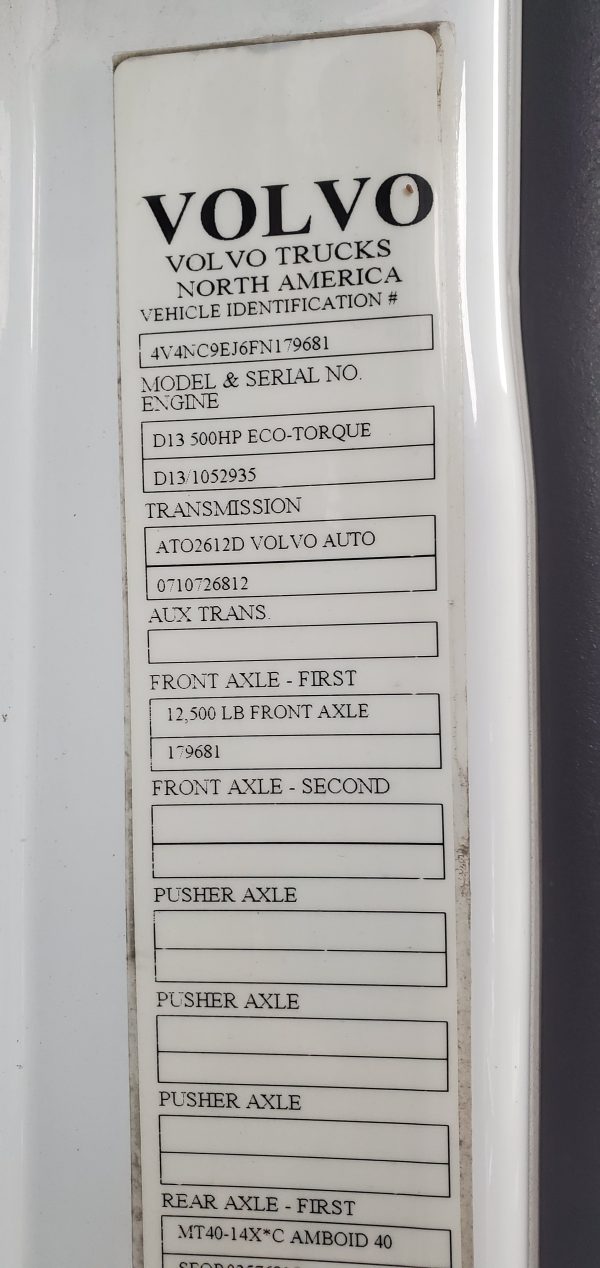 VOLVO
VOLVO TRUCKS
NORTH AMERICA
VEHICLE IDENTIFICATION #
4V4NC9EJ6FN179681
MODEL & SERIAL NO.
ENGINE
D13 500HP ECO-TORQUE
D13/1052935
TRANSMISSION
ATO2612D VOLVO AUTO
0710726812
AUX TRANS.
FRONT AXLE - FIRST
12,500 LB FRONT AXLE
179681
FRONT AXLE - SECOND
PUSHER AXLE
PUSHER AXLE
PUSHER AXLE
REAR AXLE - FIRST
MT40-14X*C AMBOID 40